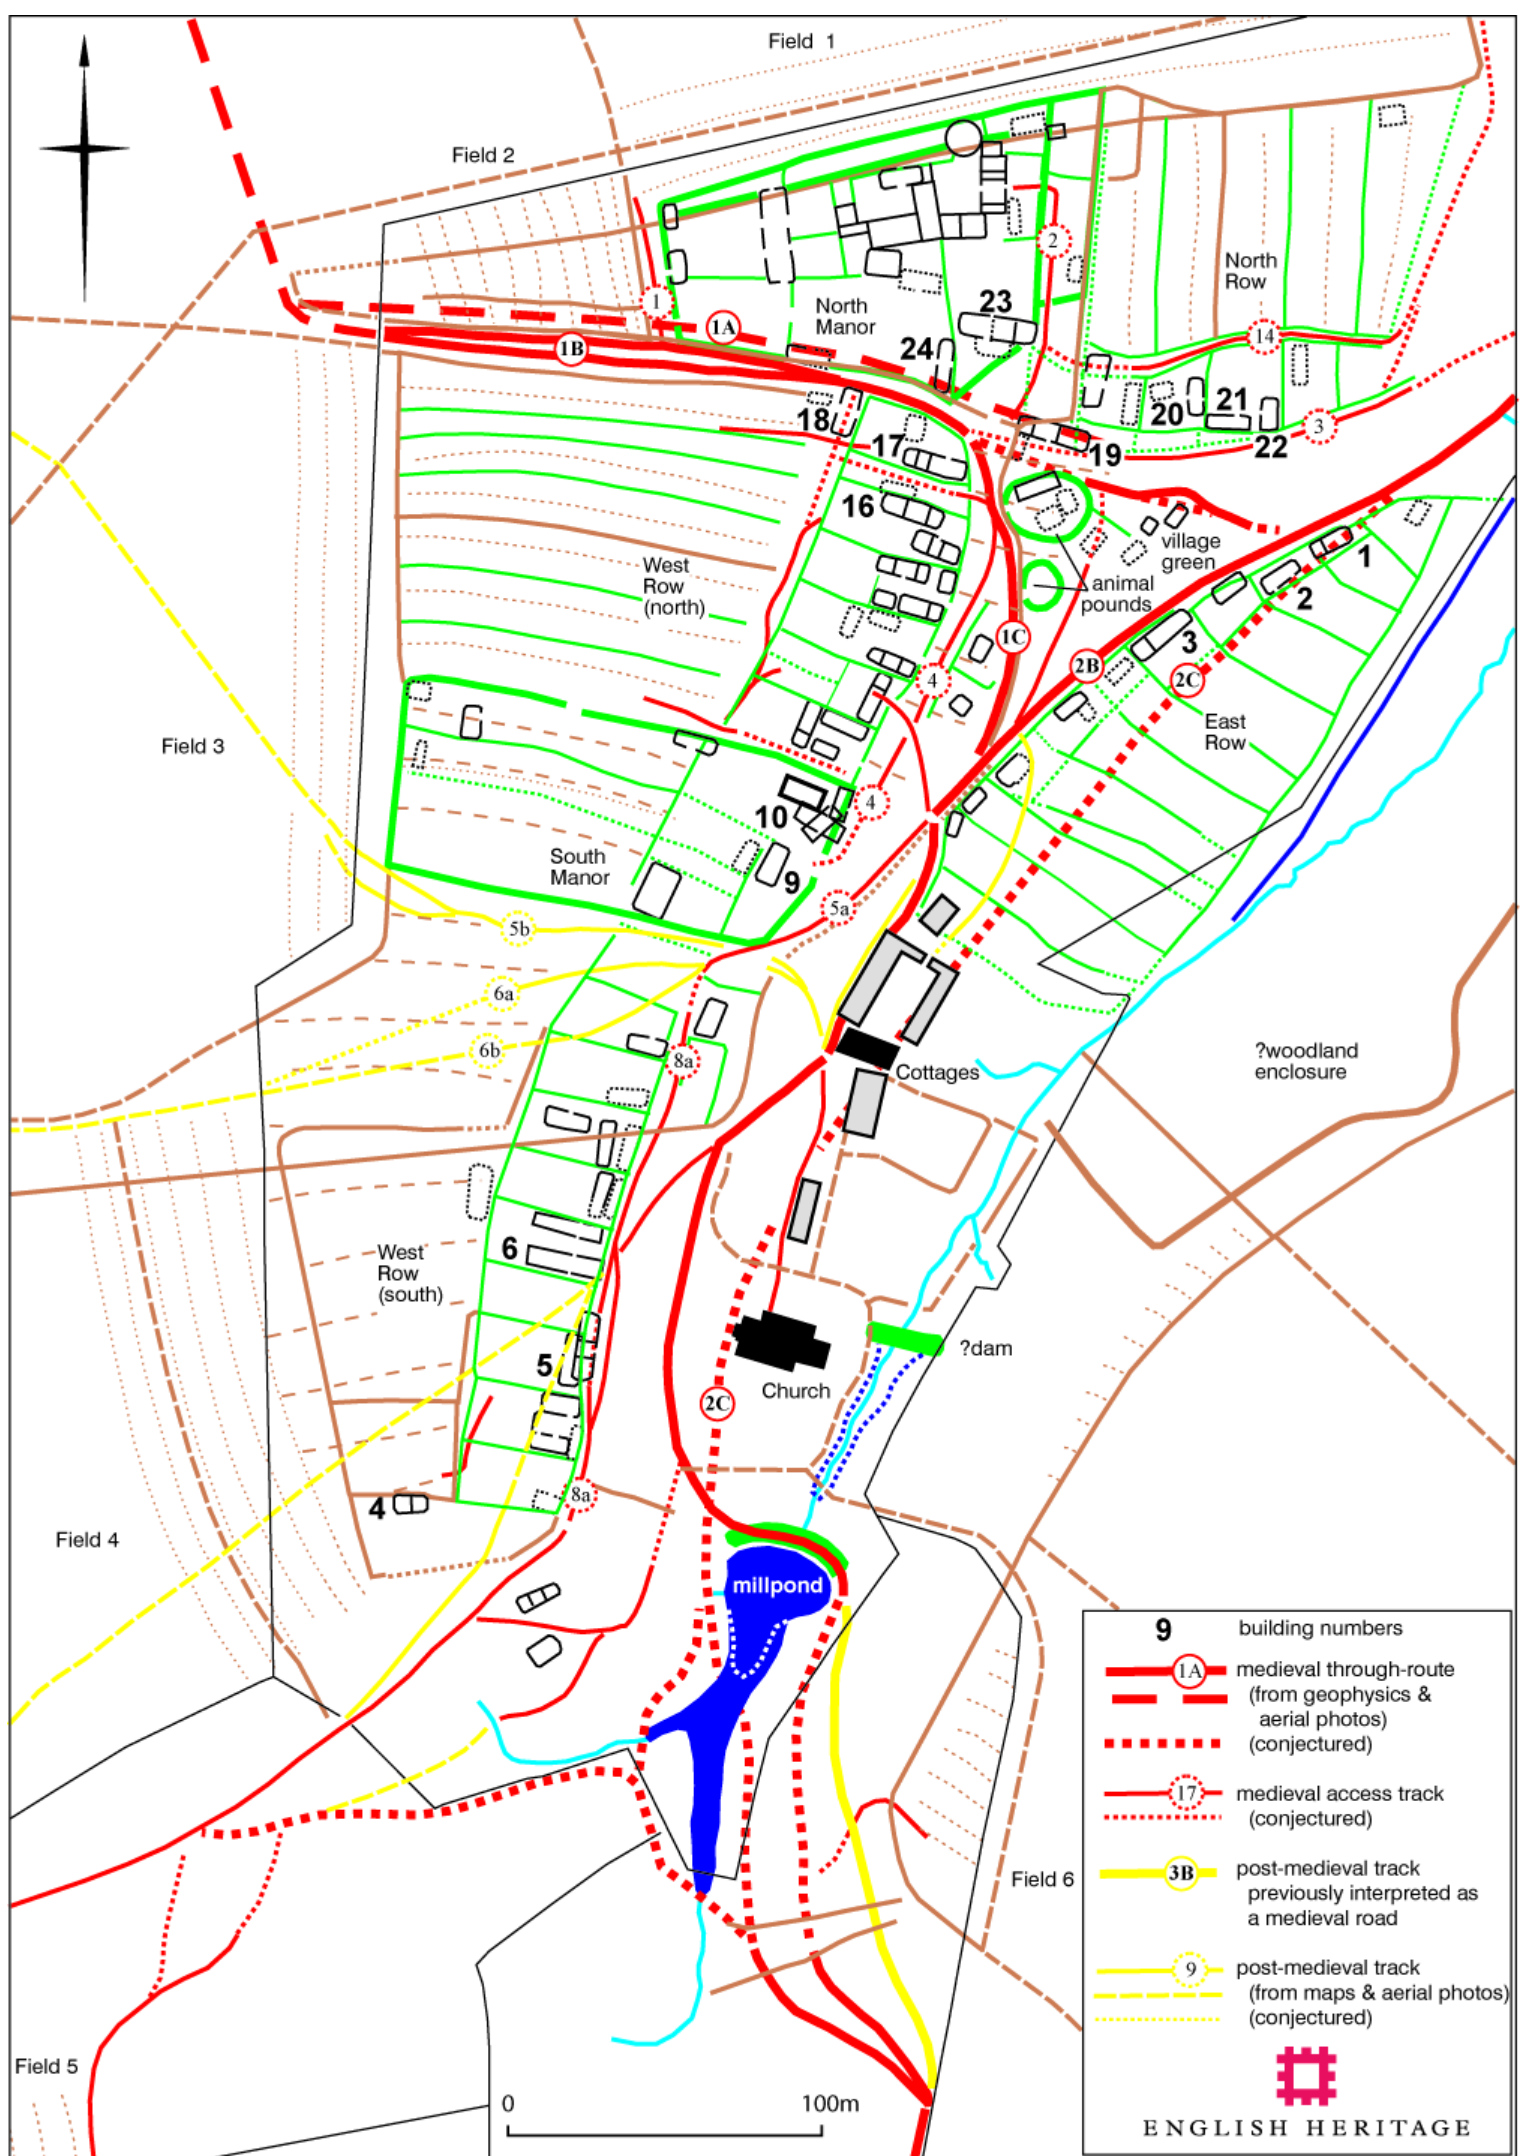 Field 1
Field 2
2
North
Row
1
North
Manor
23
1A
14
1B
24
18
20
21
3
17
19
22
16
village
green
1
West
Row
(north)
animal
pounds
2
1C
3
2B
4
2C
East
Row
Field 3
10
4
South
Manor
9
5a
5b
6a
6b
8a
Cottages
?woodland
enclosure
6
West
Row
(south)
5
?dam
Church
2C
4
8a
Field 4
millpond
9 building numbers
1A medieval through-route
(from geophysics &
aerial photos)
(conjectured)
17 medieval access track
(conjectured)
Field 6
3B post-medieval track
previously interpreted as
a medieval road
9 post-medieval track
(from maps & aerial photos)
(conjectured)
Field 5
0 100m
ENGLISH HERITAGE